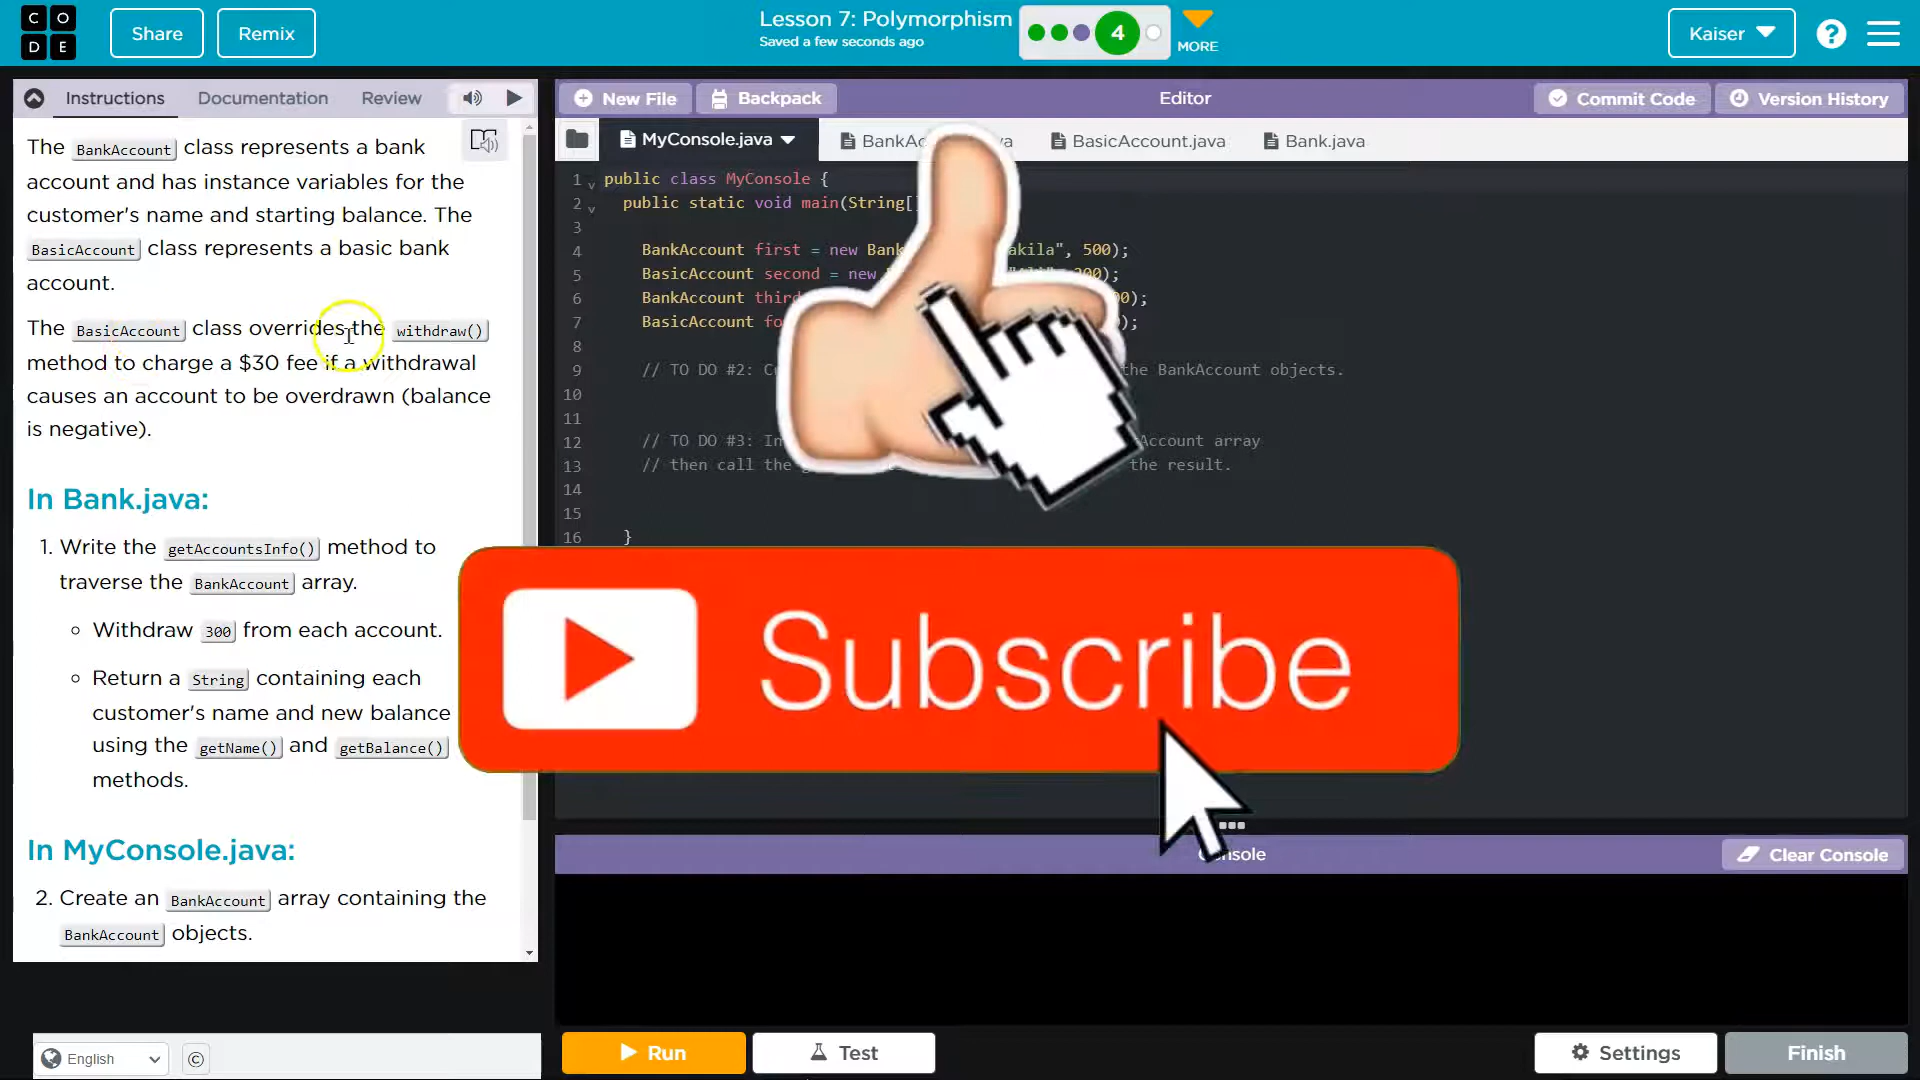 CODE
Share
Remix
Lesson 7: Polymorphism
Saved a few seconds ago
4
MORE
Kaiser
?
Instructions
Documentation
Review
The BankAccount class represents a bank
account and has instance variables for the
customer's name and starting balance. The
BasicAccount class represents a basic bank
account.
The BasicAccount class overrides the withdraw()
method to charge a $30 fee if a withdrawal
causes an account to be overdrawn (balance
is negative).
In Bank.java:
1. Write the getAccountsInfo() method to
traverse the BankAccount array.
Withdraw 300 from each account.
Return a String containing each
customer's name and new balance
using the getName() and getBalance()
methods.
In MyConsole.java:
2. Create an BankAccount array containing the
BankAccount objects.
English
©
New File
Backpack
Editor
Commit Code
Version History
MyConsole.java
BasicAccount.java
Bank.java
1 public class MyConsole {
2 public static void main(String[
3
4 BankAccount first = new 500);
5 BasicAccount second = new
6 BankAccount
7 BasicAccount );
8
9 // TO DO #2: the BankAccount objects.
10
11
12 // TO DO #3: array
13 // then call the the result.
14
15
16 }
Subscribe
Console
Clear Console
Run
Test
Settings
Finish